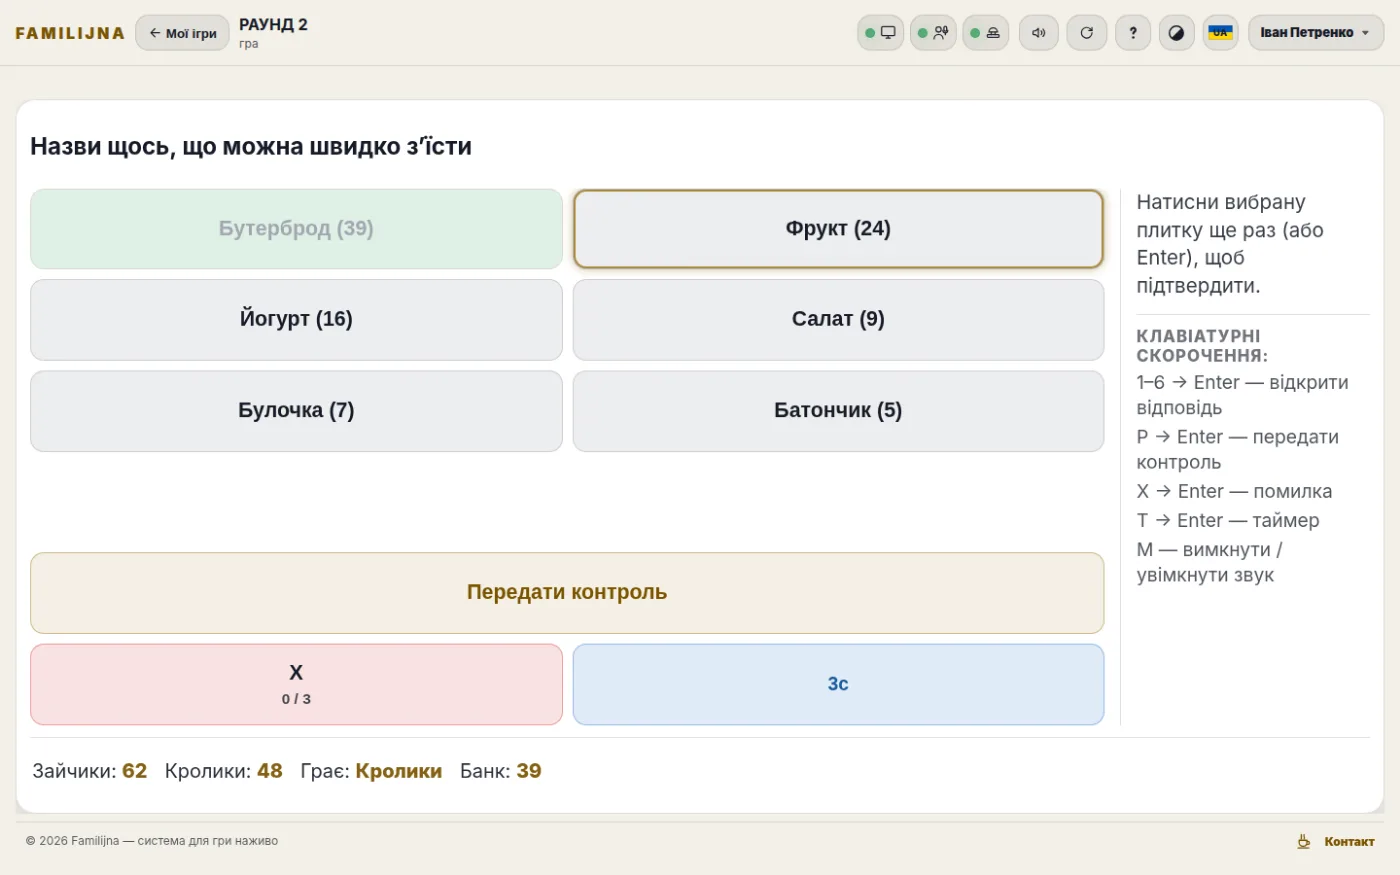 FAMILIJNA
← Мої ігри
РАУНД 2
гра
?
UA
Іван Петренко
Назви щось, що можна швидко з’їсти
Бутерброд (39)
Фрукт (24)
Йогурт (16)
Салат (9)
Булочка (7)
Батончик (5)
Передати контроль
X
0 / 3
3с
Натисни вибрану
плитку ще раз (або
Enter), щоб
підтвердити.
КЛАВІАТУРНІ
СКОРОЧЕННЯ:
1–6 → Enter — відкрити
відповідь
P → Enter — передати
контроль
X → Enter — помилка
T → Enter — таймер
M — вимкнути /
увімкнути звук
Зайчики: 62 Кролики: 48 Грає: Кролики Банк: 39
© 2026 Familijna — система для гри наживо
Контакт